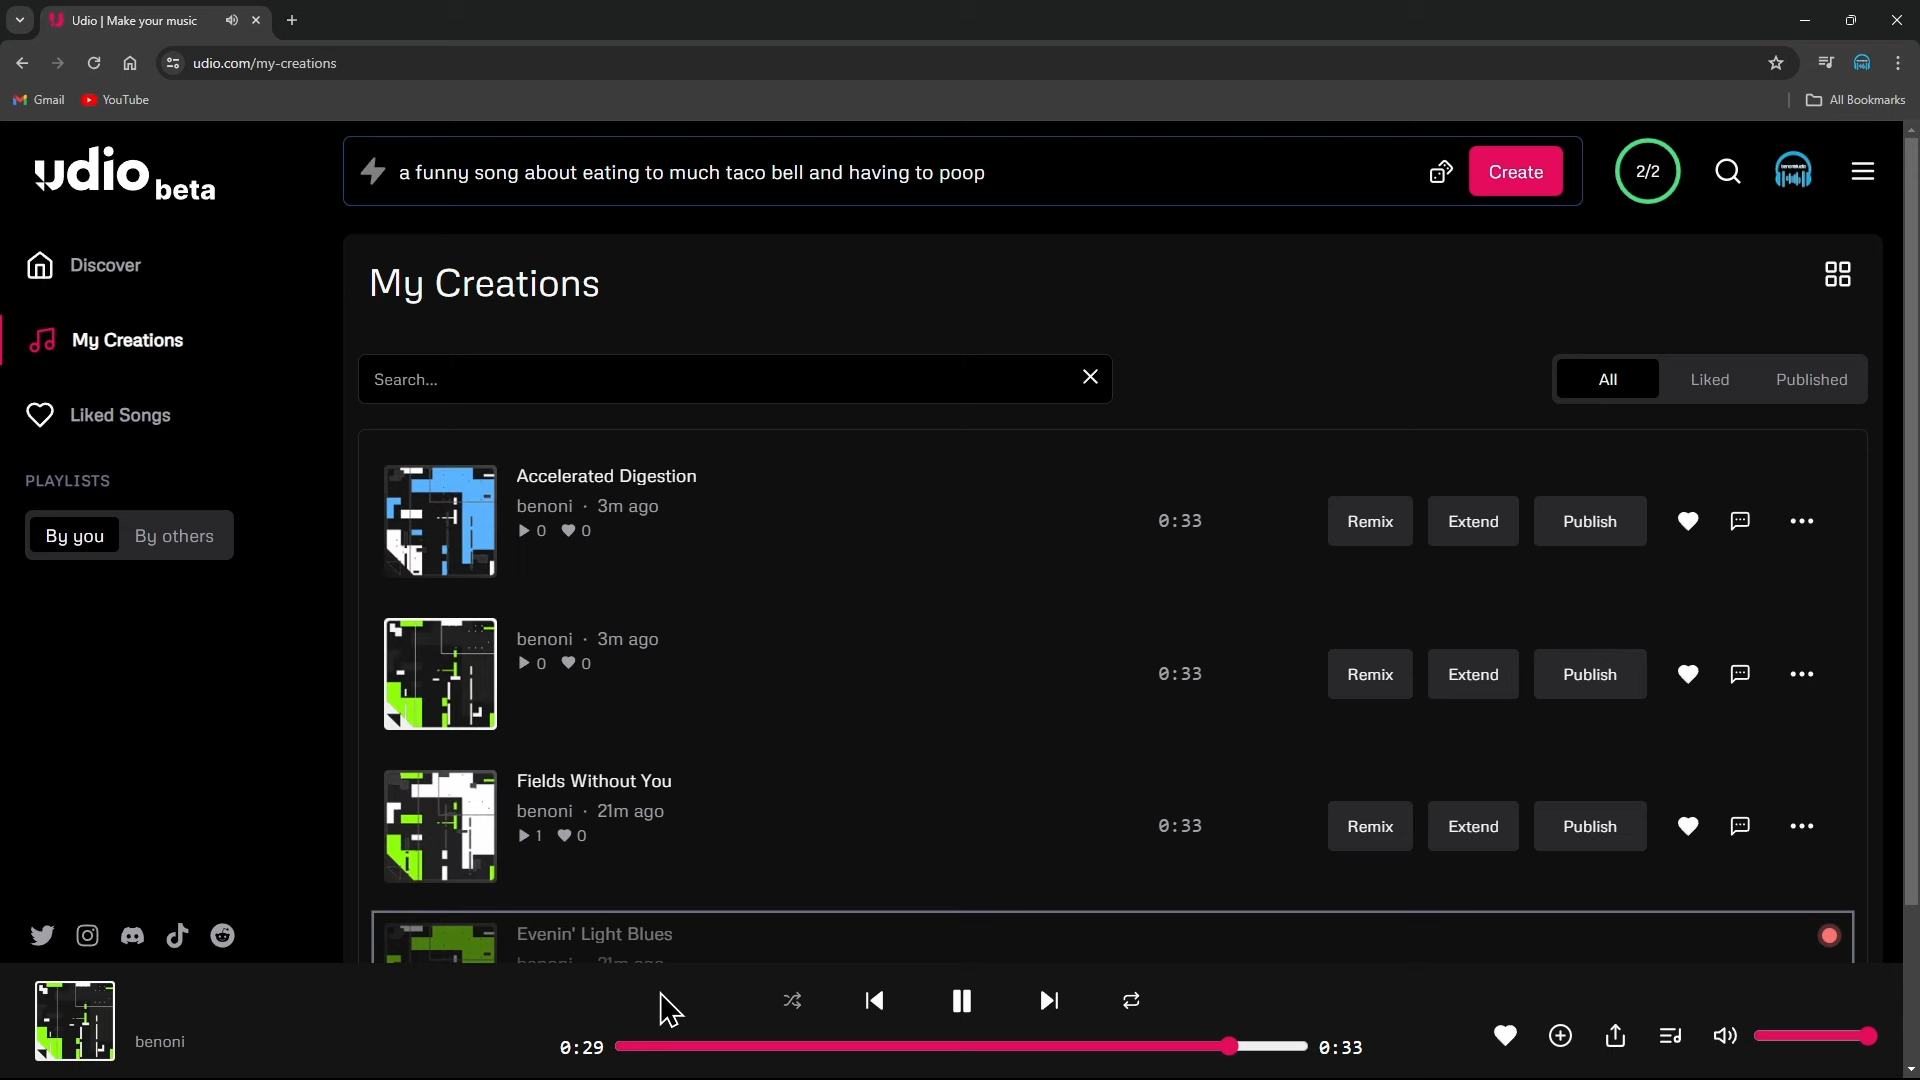 Udio | Make your music
udio.com/my-creations
Gmail
YouTube
All Bookmarks
udio beta
a funny song about eating to much taco bell and having to poop
Create
2/2
Discover
My Creations
Liked Songs
PLAYLISTS
By you
By others
My Creations
Search...
All
Liked
Published
Accelerated Digestion
benoni · 3m ago
0
0
0:33
Remix
Extend
Publish
benoni · 3m ago
0
0
0:33
Remix
Extend
Publish
Fields Without You
benoni · 21m ago
1
0
0:33
Remix
Extend
Publish
Evenin' Light Blues
benoni · 21m ago
benoni
0:29
0:33